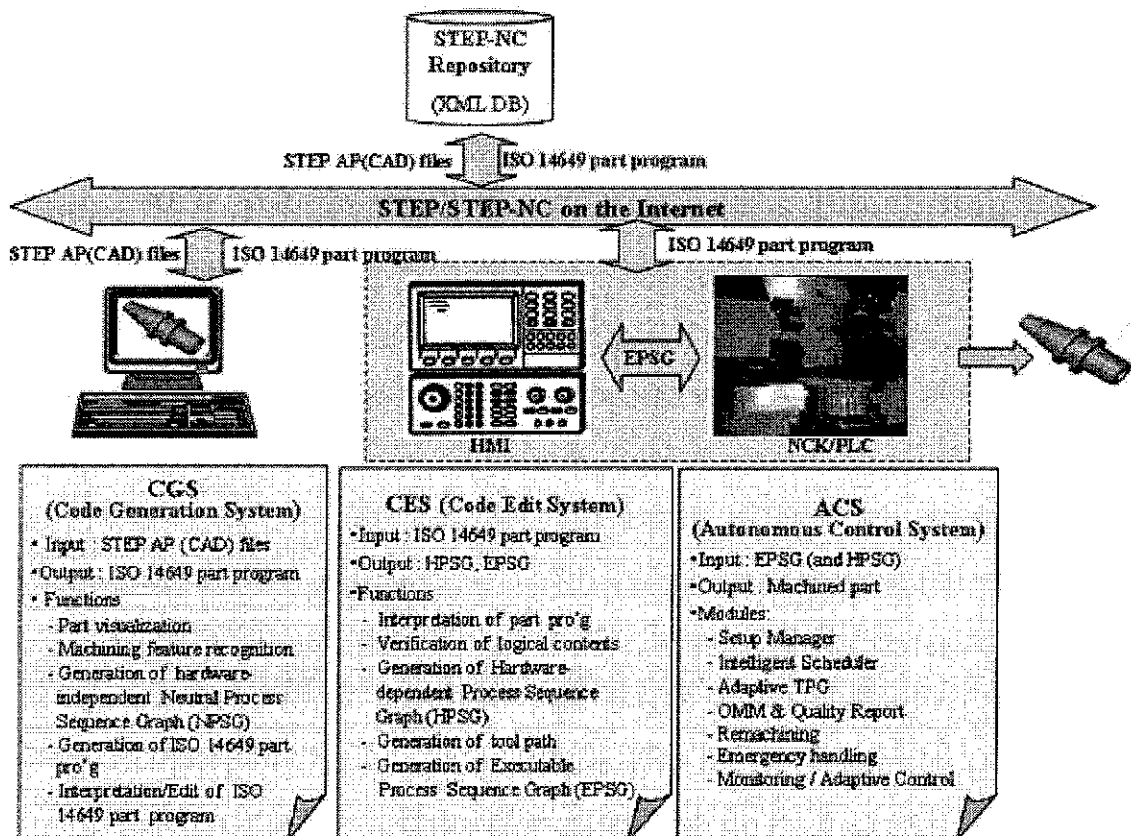 STEP-NC
Repository
(XML DB)
STEP AP(CAD) files
ISO 14649 part program
STEP/STEP-NC on the Internet
STEP AP(CAD) files
ISO 14649 part program
ISO 14649 part program
EPSG
HMI
NCK/PLC
CGS
(Code Generation System)
• Input : STEP AP (CAD) files
•Output : ISO 14649 part program
• Functions
- Part visualization
- Machining feature recognition
- Generation of hardware-
independent Neutral Process
Sequence Graph (NPSG)
- Generation of ISO 14649 part
pro'g
- Interpretation/Edit of ISO
14649 part program
CES (Code Edit System)
•Input : ISO 14649 part program
•Output : HPSG, EPSG
•Functions
- Interpretation of part pro'g
- Verification of logical contents
- Generation of Hardware-
dependent Process Sequence
Graph (HPSG)
- Generation of tool path
- Generation of Executable
Process Sequence Graph (EPSG)
ACS
(Autonomous Control System)
•Input : EPSG (and HPSG)
•Output : Machined part
•Modules:
- Setup Manager
- Intelligent Scheduler
- Adaptive TPG
- OMM & Quality Report
- Remachining
- Emergency handling
- Monitoring / Adaptive Control